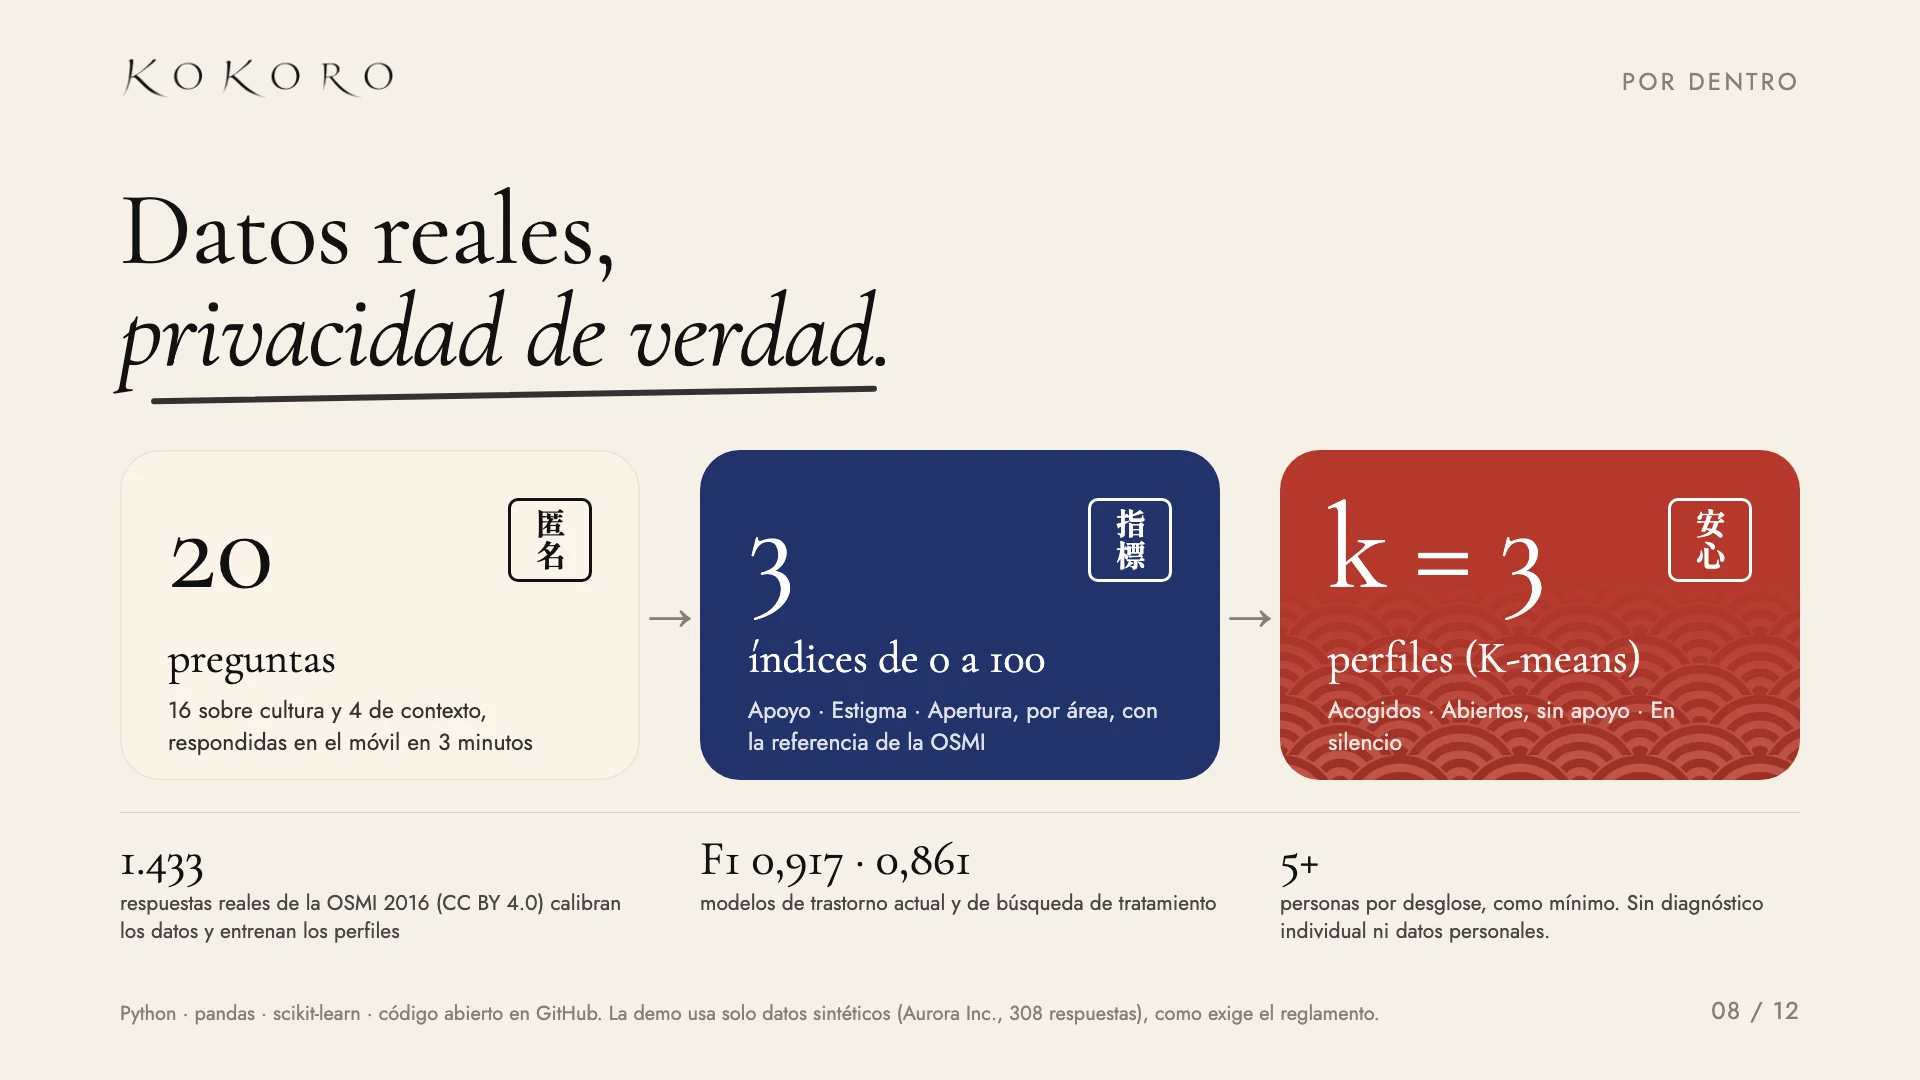 KOKORO
POR DENTRO
Datos reales,
privacidad de verdad.
20
匿名
preguntas
16 sobre cultura y 4 de contexto,
respondidas en el móvil en 3 minutos
→
3
指標
índices de 0 a 100
Apoyo · Estigma · Apertura, por área, con
la referencia de la OSMI
→
k = 3
安心
perfiles (K-means)
Acogidos · Abiertos, sin apoyo · En
silencio
1.433
respuestas reales de la OSMI 2016 (CC BY 4.0) calibran
los datos y entrenan los perfiles
F1 0,917 · 0,861
modelos de trastorno actual y de búsqueda de tratamiento
5+
personas por desglose, como mínimo. Sin diagnóstico
individual ni datos personales.
Python · pandas · scikit-learn · código abierto en GitHub. La demo usa solo datos sintéticos (Aurora Inc., 308 respuestas), como exige el reglamento.
08 / 12